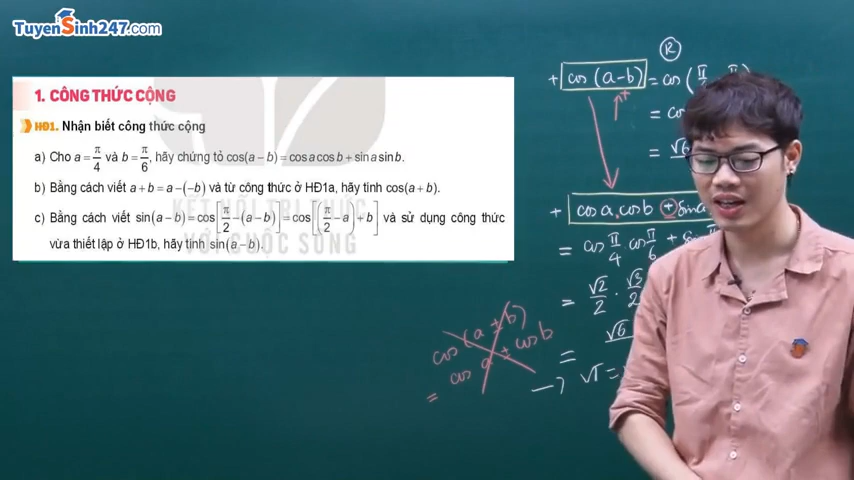 TuyenSinh247.com
1. CÔNG THỨC CỘNG
HĐ1. Nhận biết công thức cộng
a) Cho a = π/4 và b = π/6, hãy chứng tỏ cos(a − b) = cos a cos b + sin a sin b.
b) Bằng cách viết a + b = a − (−b) và từ công thức ở HĐ1a, hãy tính cos(a + b).
c) Bằng cách viết sin(a − b) = cos[π/2 − (a − b)] = cos[(π/2 − a) + b] và sử dụng công thức
vừa thiết lập ở HĐ1b, hãy tính sin(a − b).
KẾT NỐI TRI THỨC
VỚI CUỘC SỐNG
+ cos (a-b) = cos (π/4
= cos
= √6
+ cos a. cos b + sin a
= cos π/4 cos π/6 +
= √2/2 . √3/2
= √6
→ √T =
cos (a ± b)
= cos a ± cos b